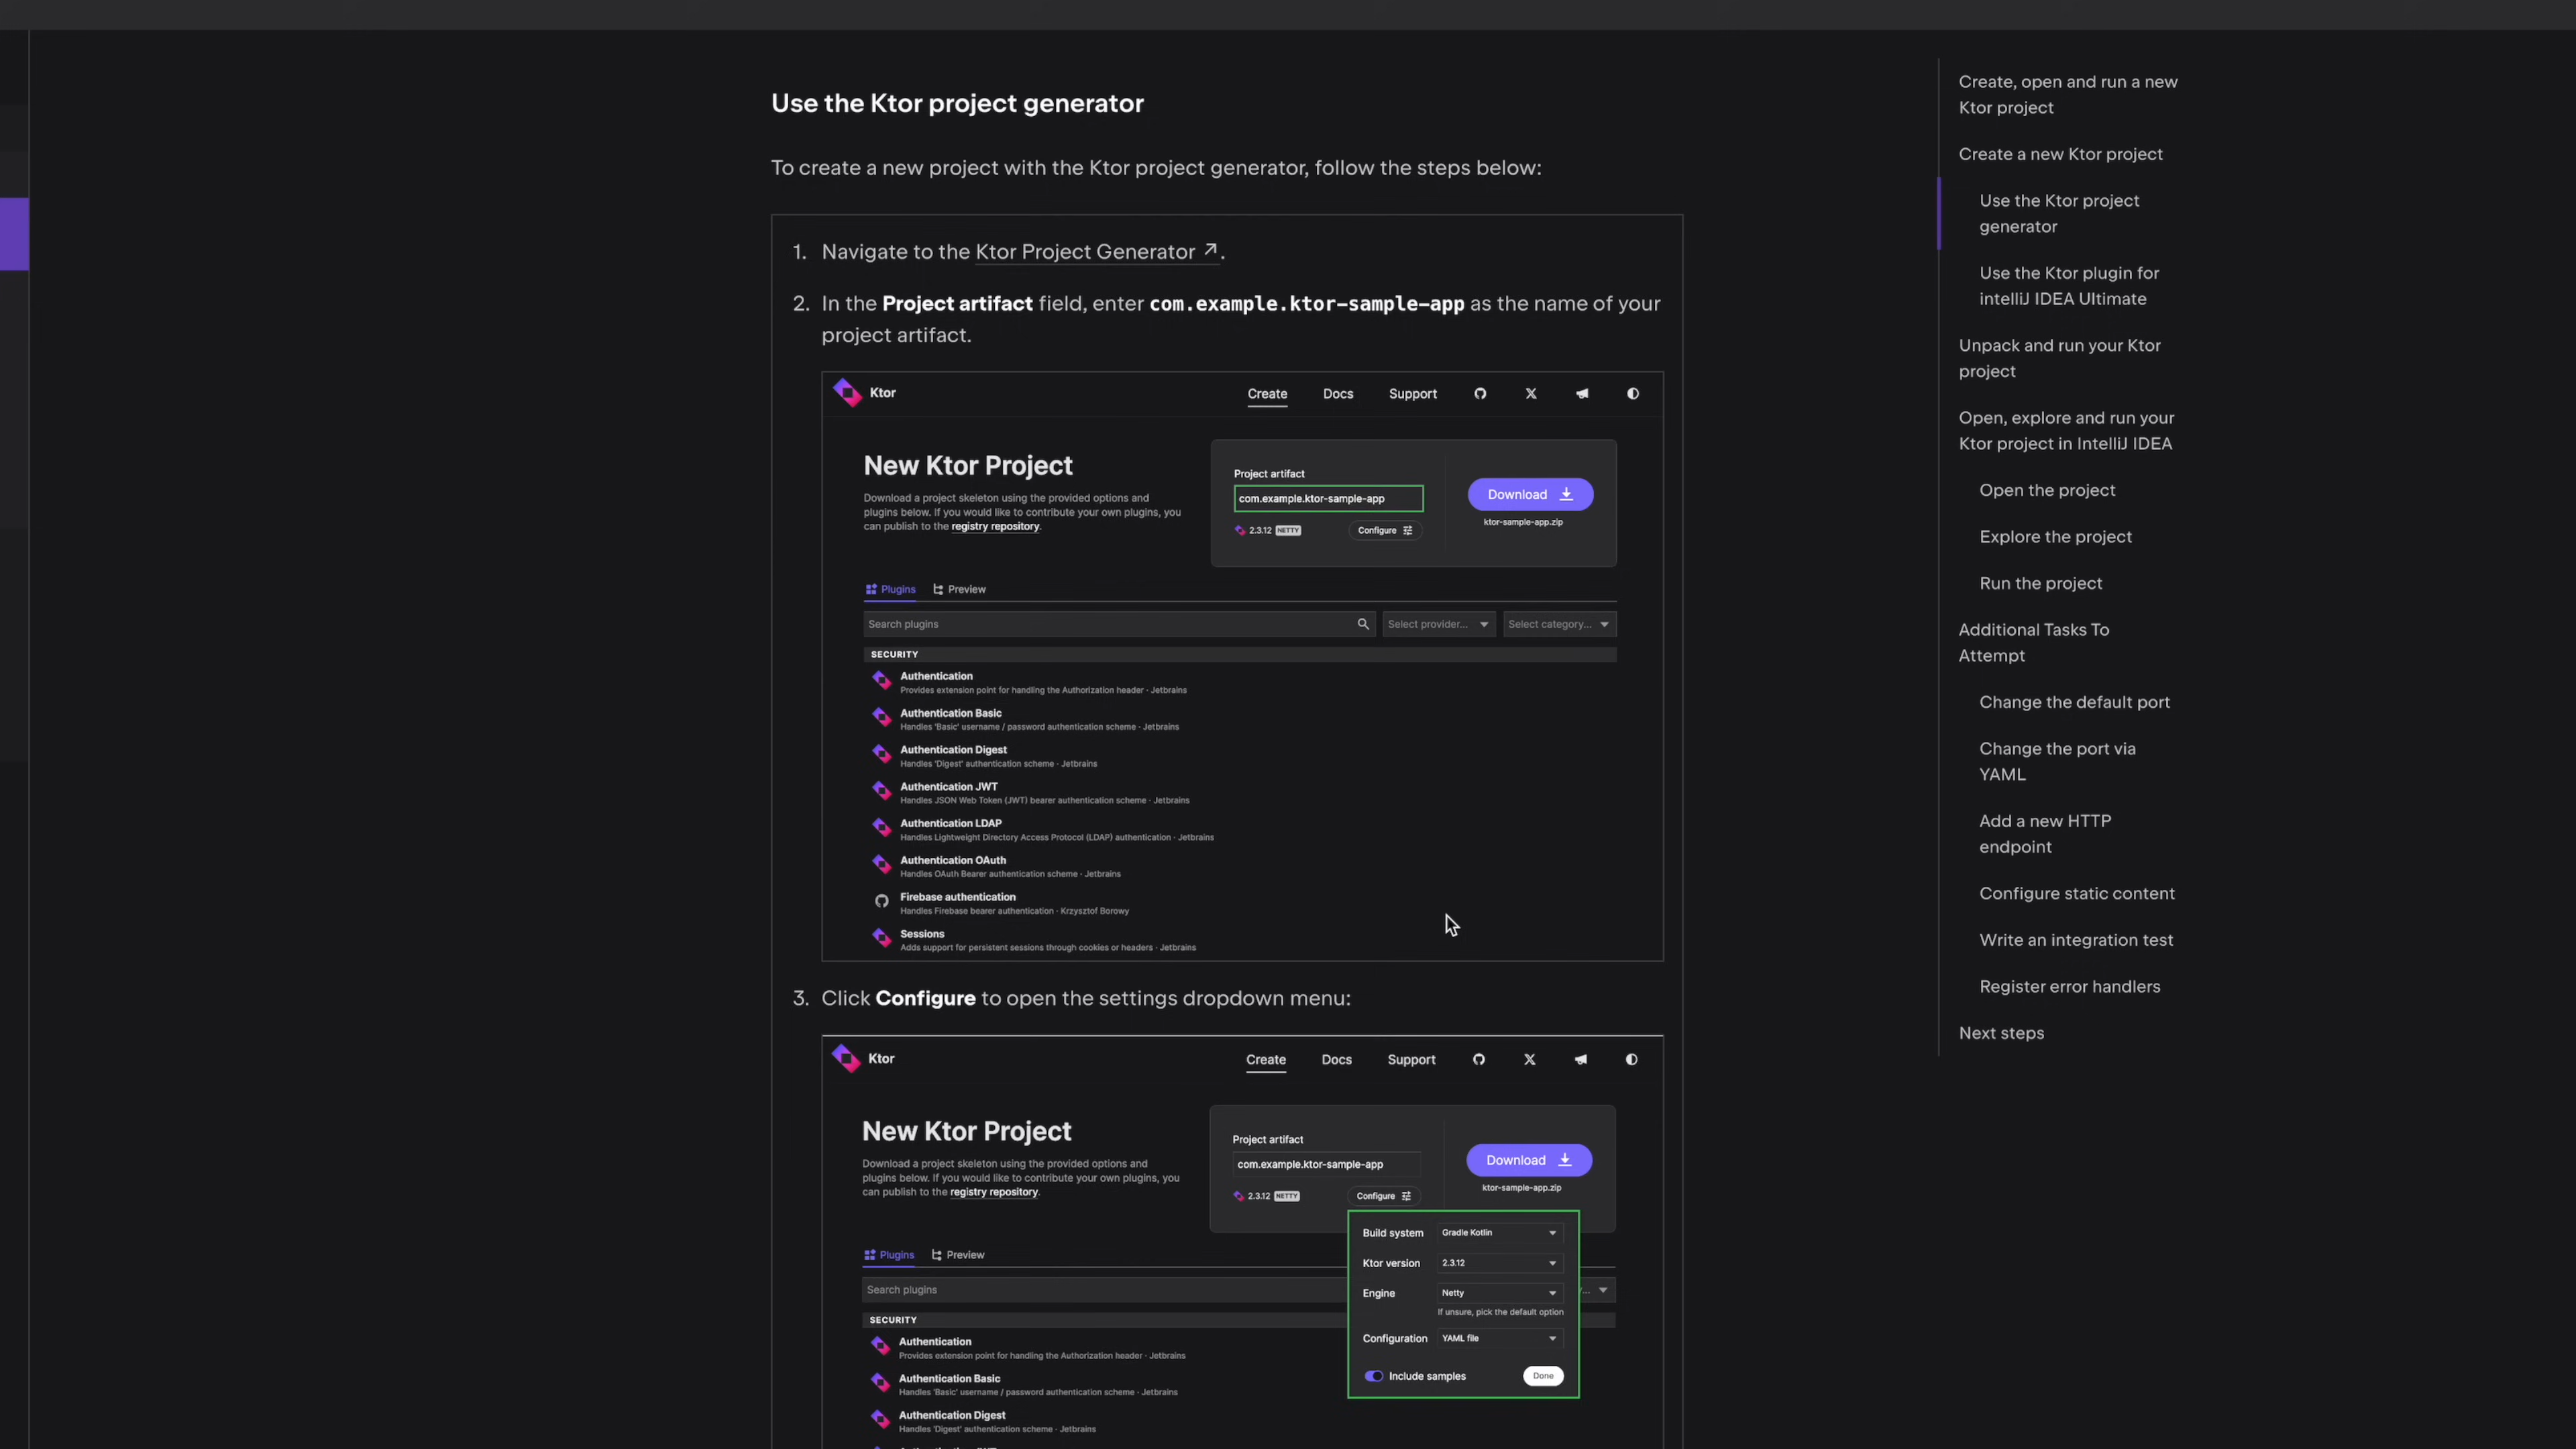 Use the Ktor project generator
To create a new project with the Ktor project generator, follow the steps below:
1. Navigate to the Ktor Project Generator ↗.
2. In the Project artifact field, enter com.example.ktor-sample-app as the name of your
project artifact.
Ktor
Create Docs Support
New Ktor Project
Download a project skeleton using the provided options and
plugins below. If you would like to contribute your own plugins, you
can publish to the registry repository.
Project artifact
com.example.ktor-sample-app
2.3.12 NETTY Configure
Download
ktor-sample-app.zip
Plugins Preview
Search plugins Select provider... Select category...
SECURITY
Authentication
Provides extension point for handling the Authorization header · Jetbrains
Authentication Basic
Handles 'Basic' username / password authentication scheme · Jetbrains
Authentication Digest
Handles 'Digest' authentication scheme · Jetbrains
Authentication JWT
Handles JSON Web Token (JWT) bearer authentication scheme · Jetbrains
Authentication LDAP
Handles Lightweight Directory Access Protocol (LDAP) authentication · Jetbrains
Authentication OAuth
Handles OAuth Bearer authentication scheme · Jetbrains
Firebase authentication
Handles Firebase bearer authentication · Krzysztof Borowy
Sessions
Adds support for persistent sessions through cookies or headers · Jetbrains
3. Click Configure to open the settings dropdown menu:
Ktor
Create Docs Support
New Ktor Project
Download a project skeleton using the provided options and
plugins below. If you would like to contribute your own plugins, you
can publish to the registry repository.
Project artifact
com.example.ktor-sample-app
2.3.12 NETTY Configure
Download
ktor-sample-app.zip
Build system Gradle Kotlin
Ktor version 2.3.12
Engine Netty
If unsure, pick the default option
Configuration YAML file
Include samples Done
Plugins Preview
Search plugins
SECURITY
Authentication
Provides extension point for handling the Authorization header · Jetbrains
Authentication Basic
Handles 'Basic' username / password authentication scheme · Jetbrains
Authentication Digest
Handles 'Digest' authentication scheme · Jetbrains
Create, open and run a new
Ktor project
Create a new Ktor project
Use the Ktor project
generator
Use the Ktor plugin for
intelliJ IDEA Ultimate
Unpack and run your Ktor
project
Open, explore and run your
Ktor project in IntelliJ IDEA
Open the project
Explore the project
Run the project
Additional Tasks To
Attempt
Change the default port
Change the port via
YAML
Add a new HTTP
endpoint
Configure static content
Write an integration test
Register error handlers
Next steps